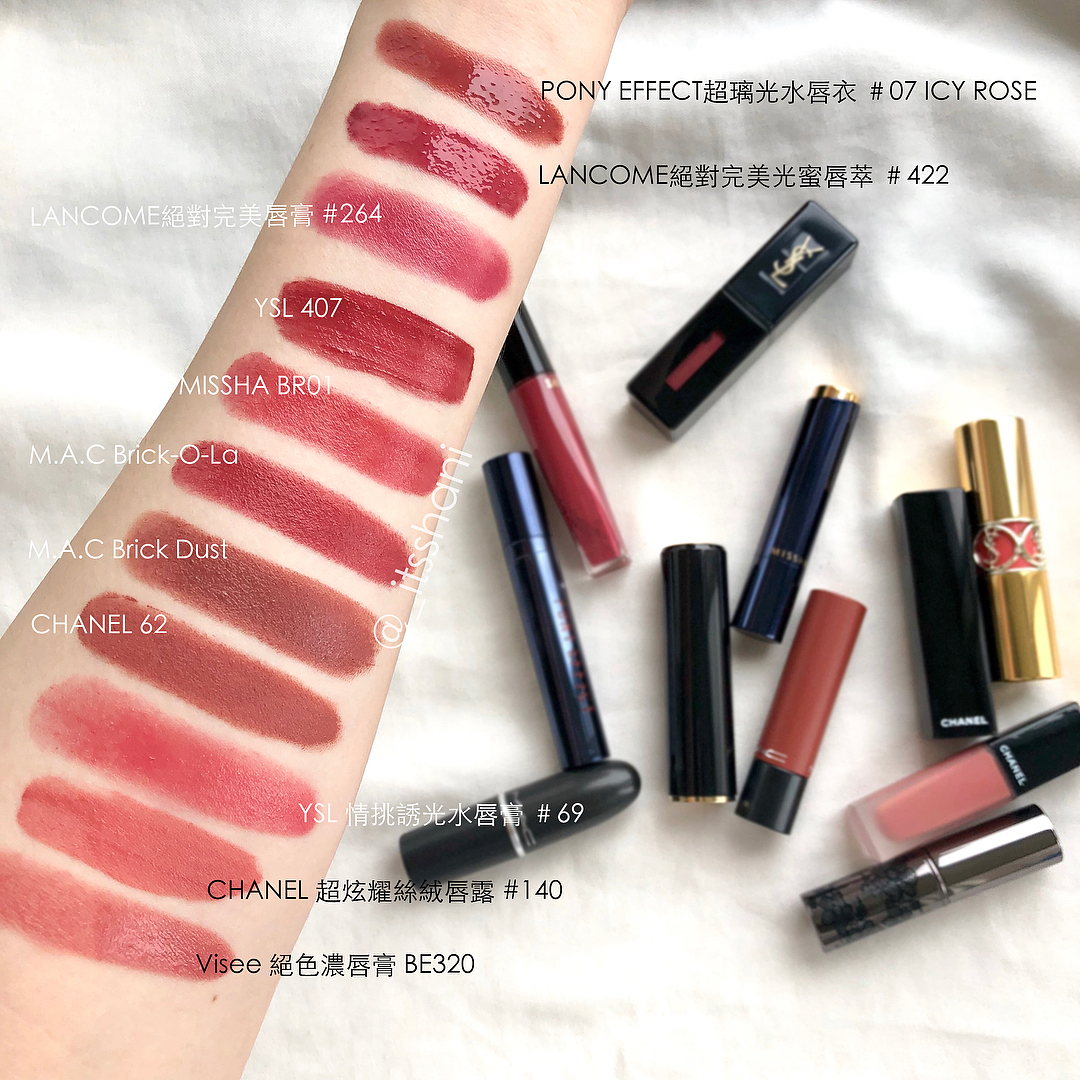 PONY EFFECT超璃光水唇衣 #07 ICY ROSE
LANCOME絕對完美光蜜唇萃 #422
LANCOME絕對完美唇膏 #264
YSL 407
MISSHA BR01
M.A.C Brick-O-La
M.A.C Brick Dust
CHANEL 62
@_itsshani
YSL 情挑誘光水唇膏 #69
CHANEL 超炫耀絲絨唇露 #140
Visee 絕色濃唇膏 BE320
YSL
CHANEL
CHANEL